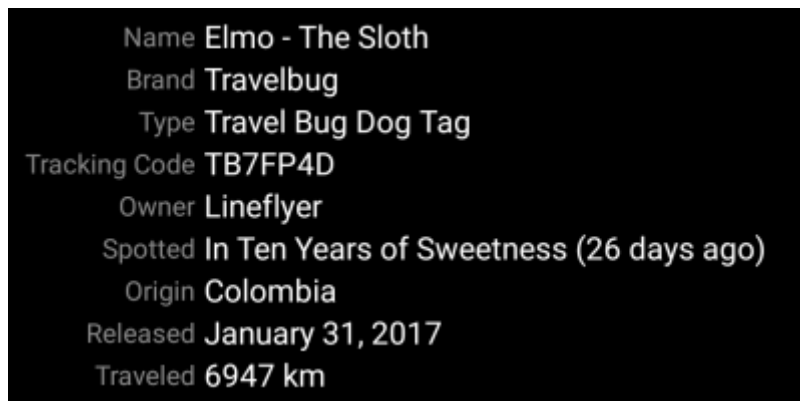 Name Elmo - The Sloth
Brand Travelbug
Type Travel Bug Dog Tag
Tracking Code TB7FP4D
Owner Lineflyer
Spotted In Ten Years of Sweetness (26 days ago)
Origin Colombia
Released January 31, 2017
Traveled 6947 km